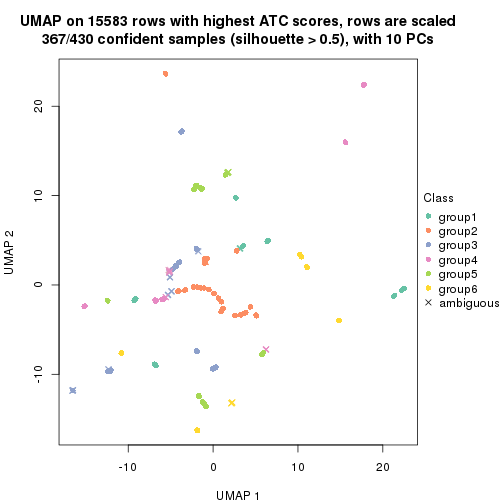 UMAP on 15583 rows with highest ATC scores, rows are scaled
367/430 confident samples (silhouette > 0.5), with 10 PCs
20
10
0
-10
UMAP 2
-10
0
10
20
UMAP 1
Class
group1
group2
group3
group4
group5
group6
ambiguous